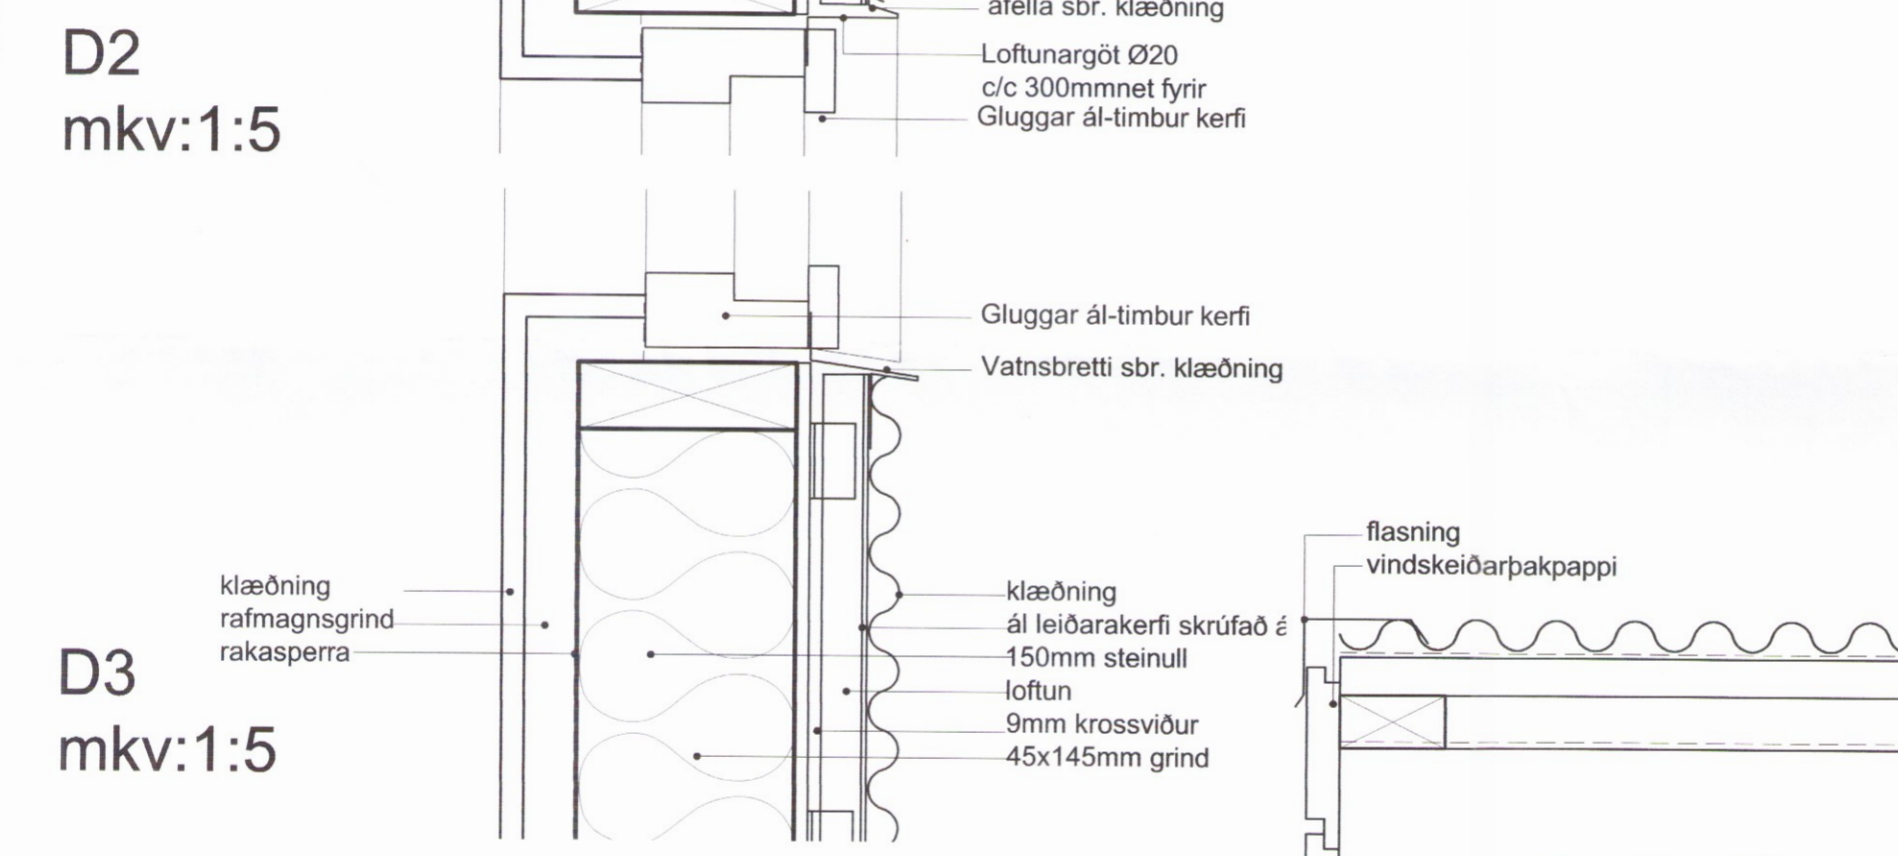 D2
mkv:1:5
áfella sbr. klæðning
Loftunargöt Ø20
c/c 300mmnet fyrir
Gluggar ál-timbur kerfi
Gluggar ál-timbur kerfi
Vatnsbretti sbr. klæðning
klæðning
rafmagnsgrind
rakasperra
D3
mkv:1:5
klæðning
ál leiðarakerfi skrúfað á
150mm steinull
loftun
9mm krossviður
45x145mm grind
flasning
vindskeiðarþakpappi